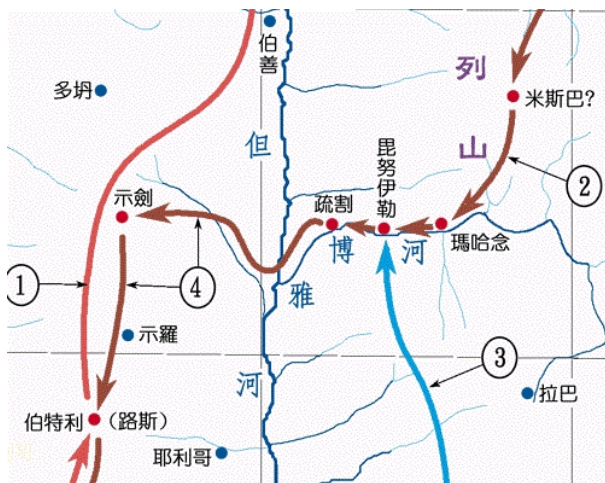 伯善
多坍
列
米斯巴?
但
山
毘努伊勒
②
示劍
疏割
博
河
瑪哈念
①
④
雅
示羅
③
河
拉巴
伯特利
(路斯)
耶利哥